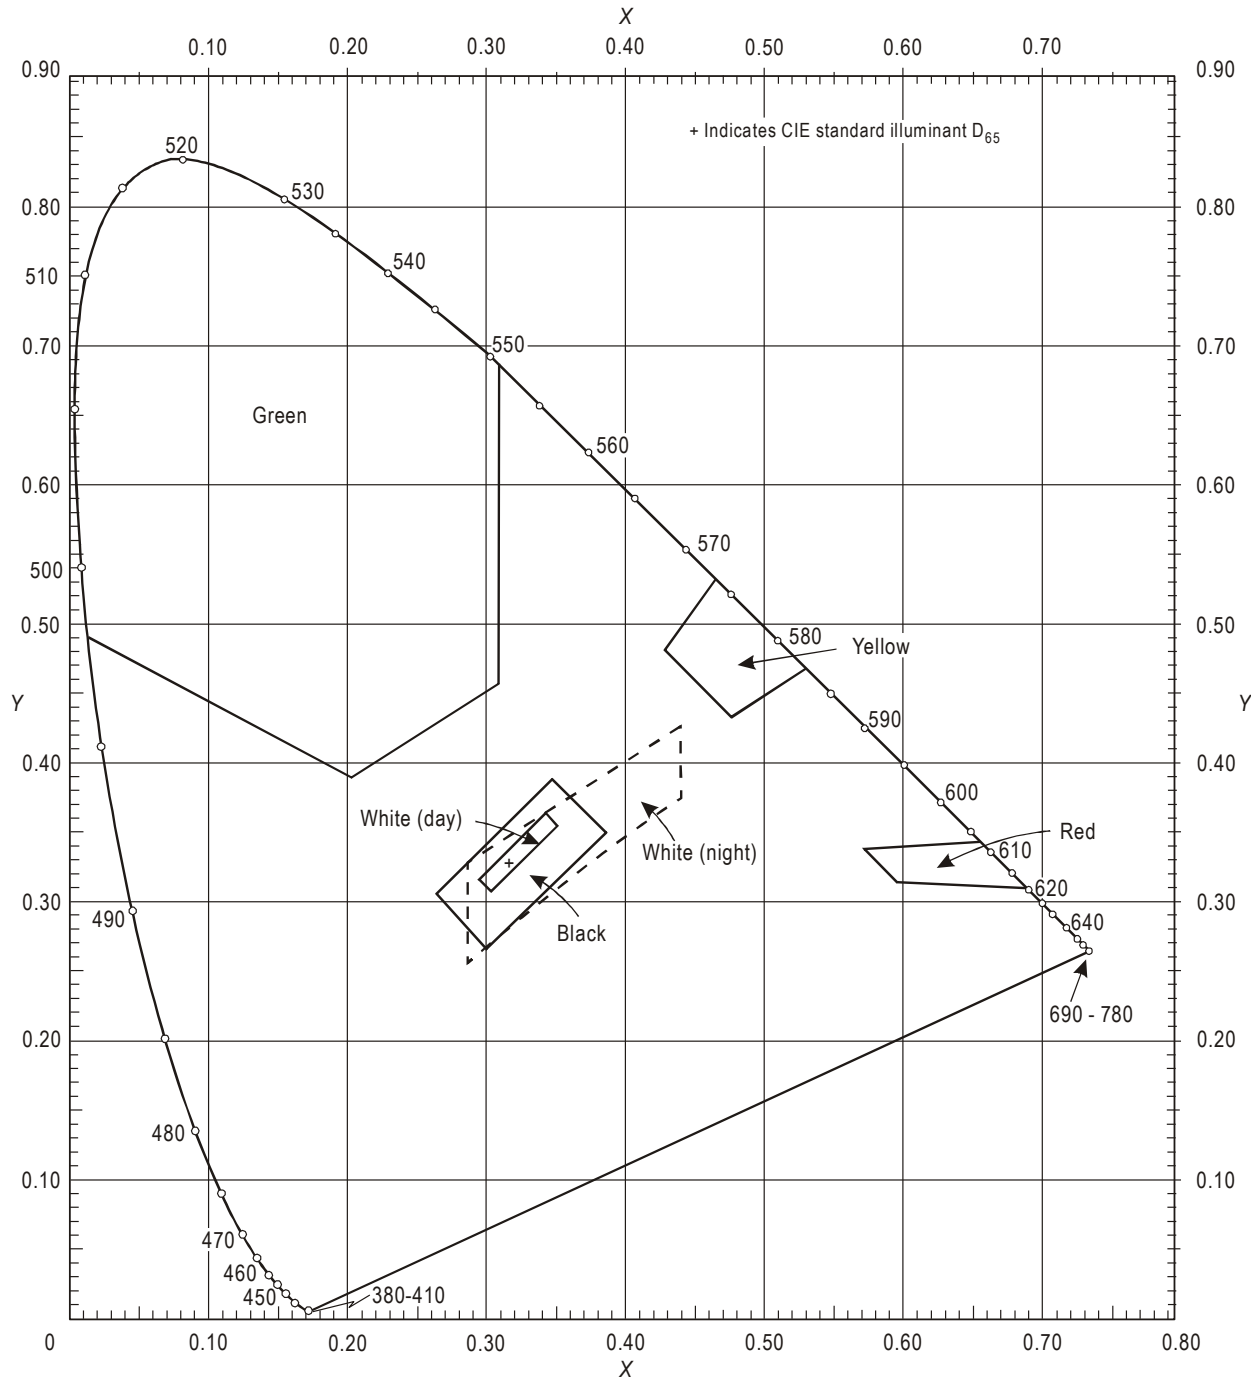 X
0.10 0.20 0.30 0.40 0.50 0.60 0.70
0.90 0.90
+ Indicates CIE standard illuminant D65
520
530
0.80 0.80
540
510
550
0.70 0.70
Green
560
0.60 0.60
570
500
0.50 0.50
580
Yellow
Y Y
590
0.40 0.40
600
White (day)
Red
610
White (night)
620
0.30 0.30
490
640
Black
690 - 780
0.20 0.20
480
0.10 0.10
470
460
450
380-410
0 0.10 0.20 0.30 0.40 0.50 0.60 0.70 0.80
X